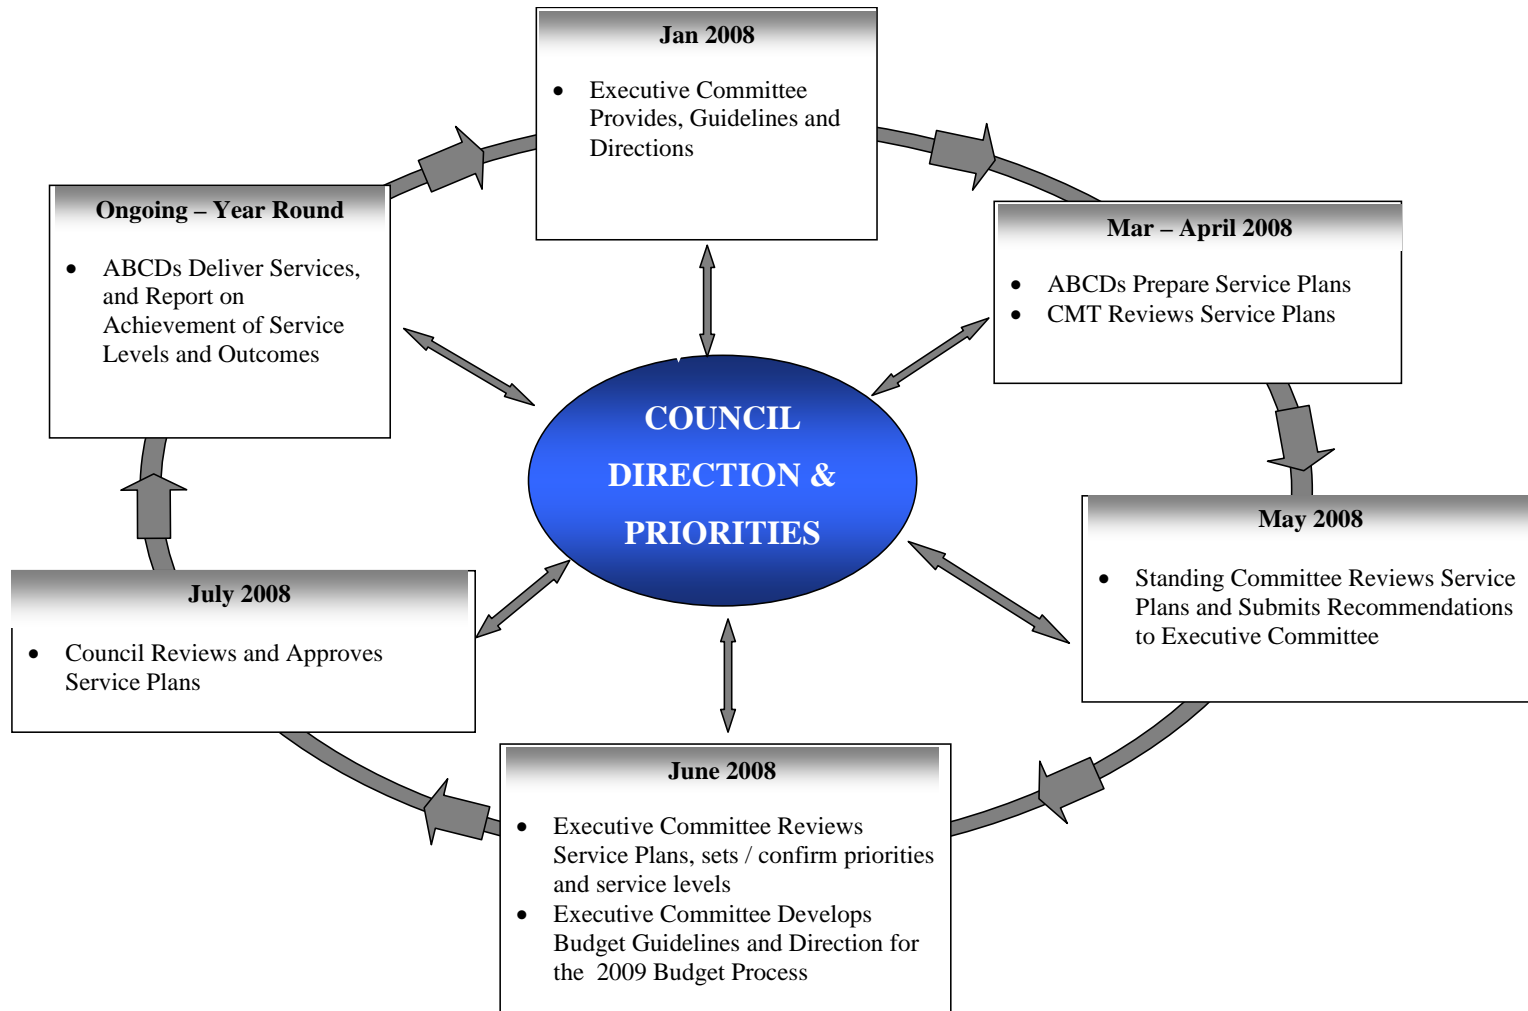 Jan 2008
• Executive Committee
Provides, Guidelines and
Directions
Mar – April 2008
• ABCDs Prepare Service Plans
• CMT Reviews Service Plans
May 2008
• Standing Committee Reviews Service
Plans and Submits Recommendations
to Executive Committee
June 2008
• Executive Committee Reviews
Service Plans, sets / confirm priorities
and service levels
• Executive Committee Develops
Budget Guidelines and Direction for
the 2009 Budget Process
July 2008
• Council Reviews and Approves
Service Plans
Ongoing – Year Round
• ABCDs Deliver Services,
and Report on
Achievement of Service
Levels and Outcomes
COUNCIL
DIRECTION &
PRIORITIES